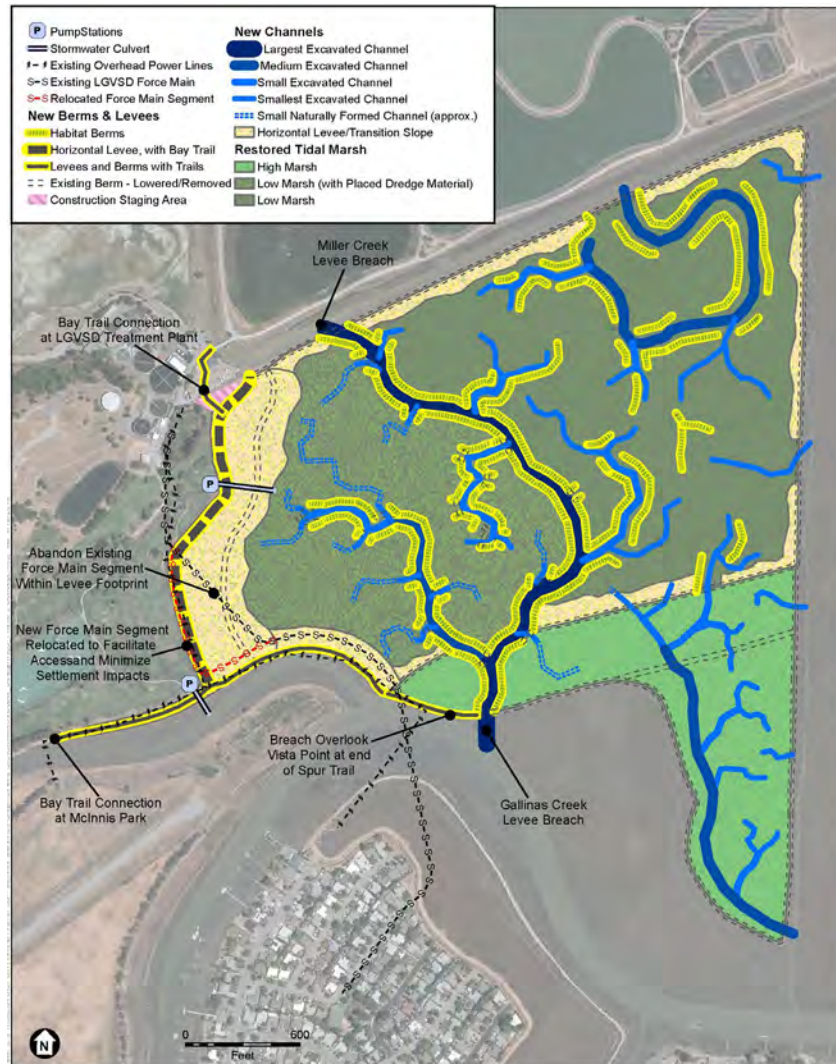 P PumpStations
Stormwater Culvert
Existing Overhead Power Lines
S-S Existing LGVSD Force Main
S-S Relocated Force Main Segment
New Berms & Levees
Habitat Berms
Horizontal Levee, with Bay Trail
Levees and Berms with Trails
Existing Berm - Lowered/Removed
Construction Staging Area
New Channels
Largest Excavated Channel
Medium Excavated Channel
Small Excavated Channel
Smallest Excavated Channel
Small Naturally Formed Channel (approx.)
Horizontal Levee/Transition Slope
Restored Tidal Marsh
High Marsh
Low Marsh (with Placed Dredge Material)
Low Marsh
Miller Creek
Levee Breach
Bay Trail Connection
at LGVSD Treatment Plant
P
Abandon Existing
Force Main Segment
Within Levee Footprint
New Force Main Segment
Relocated to Facilitate
Accessand Minimize
Settlement Impacts
P
Breach Overlook
Vista Point at end
of Spur Trail
Bay Trail Connection
at McInnis Park
Gallinas Creek
Levee Breach
N
0 600
Feet